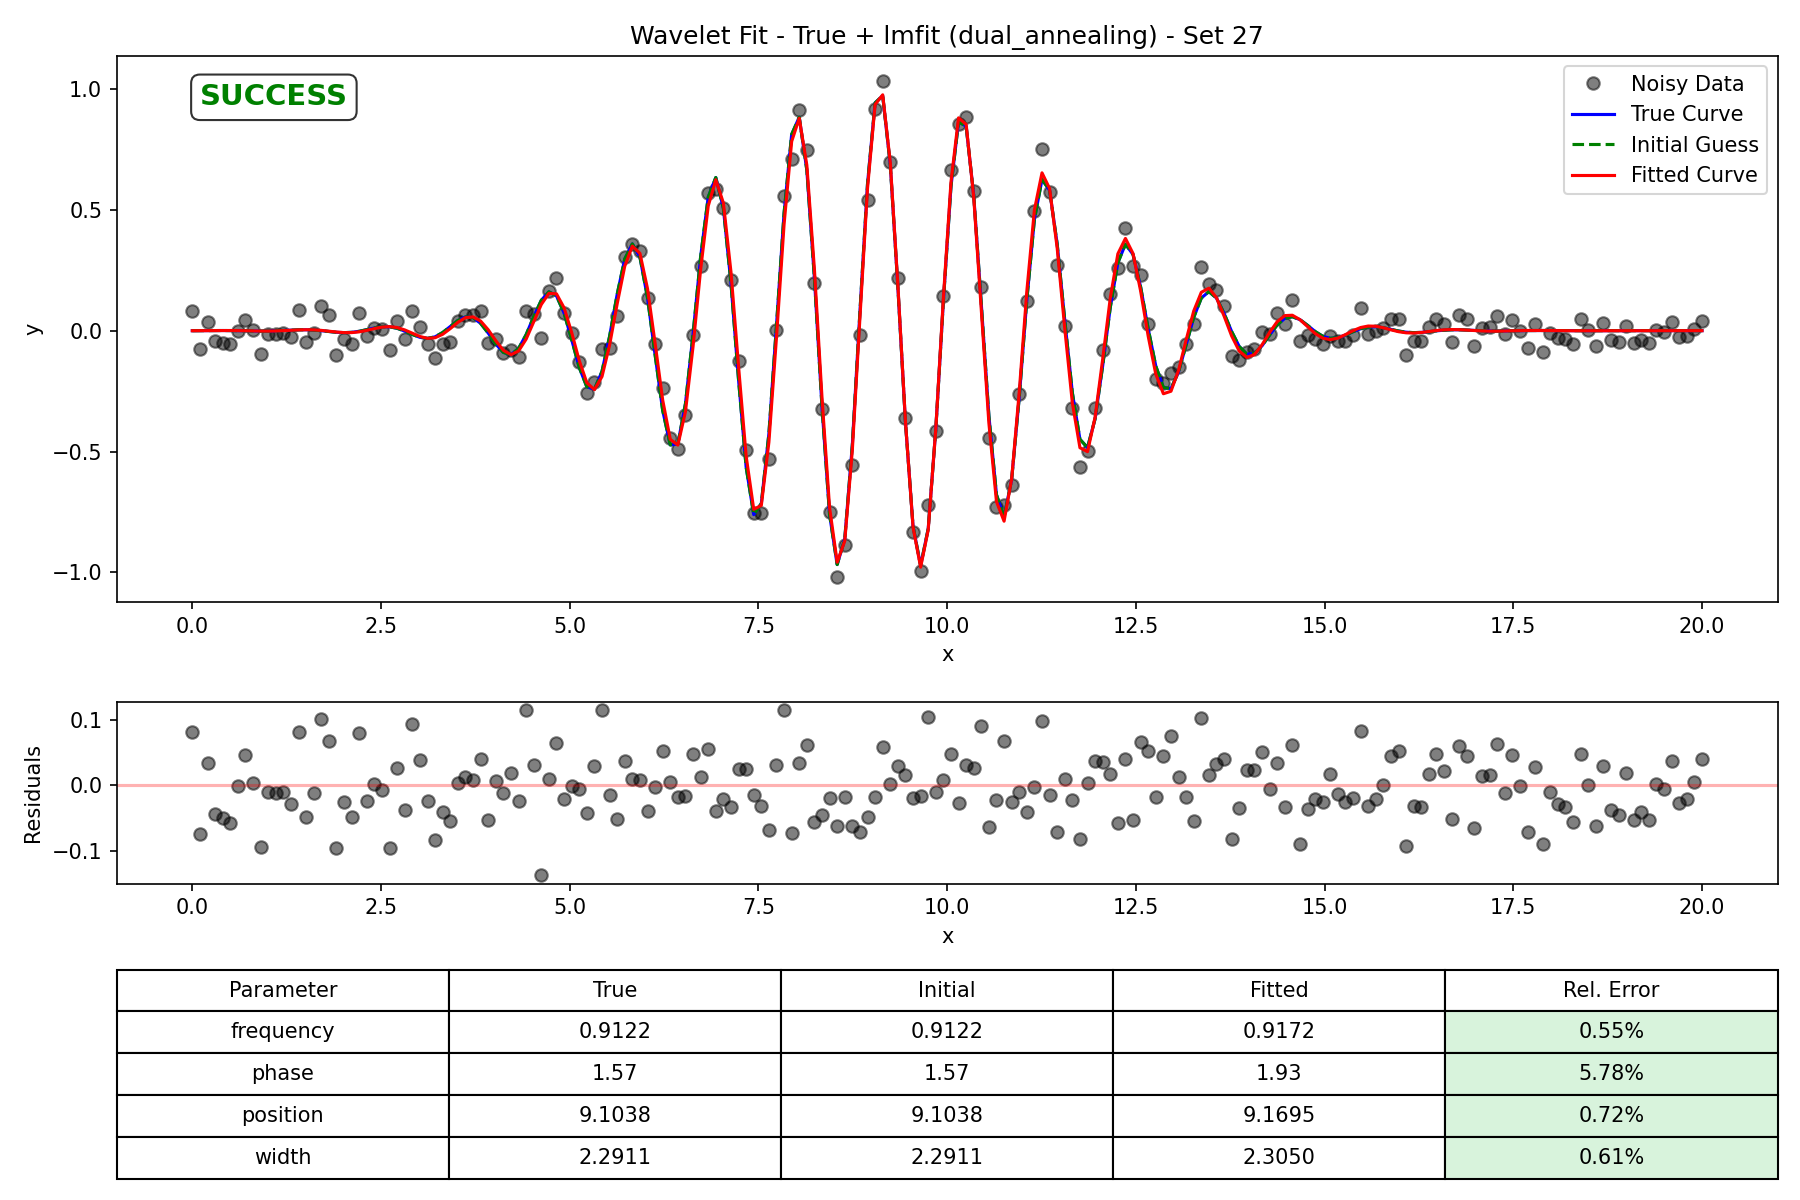 Wavelet Fit - True + lmfit (dual_annealing) - Set 27
SUCCESS
Noisy Data
True Curve
Initial Guess
Fitted Curve
y
1.0
0.5
0.0
−0.5
−1.0
0.0 2.5 5.0 7.5 10.0 12.5 15.0 17.5 20.0
x
Residuals
0.1
0.0
−0.1
0.0 2.5 5.0 7.5 10.0 12.5 15.0 17.5 20.0
x
Parameter True Initial Fitted Rel. Error
frequency 0.9122 0.9122 0.9172 0.55%
phase 1.57 1.57 1.93 5.78%
position 9.1038 9.1038 9.1695 0.72%
width 2.2911 2.2911 2.3050 0.61%